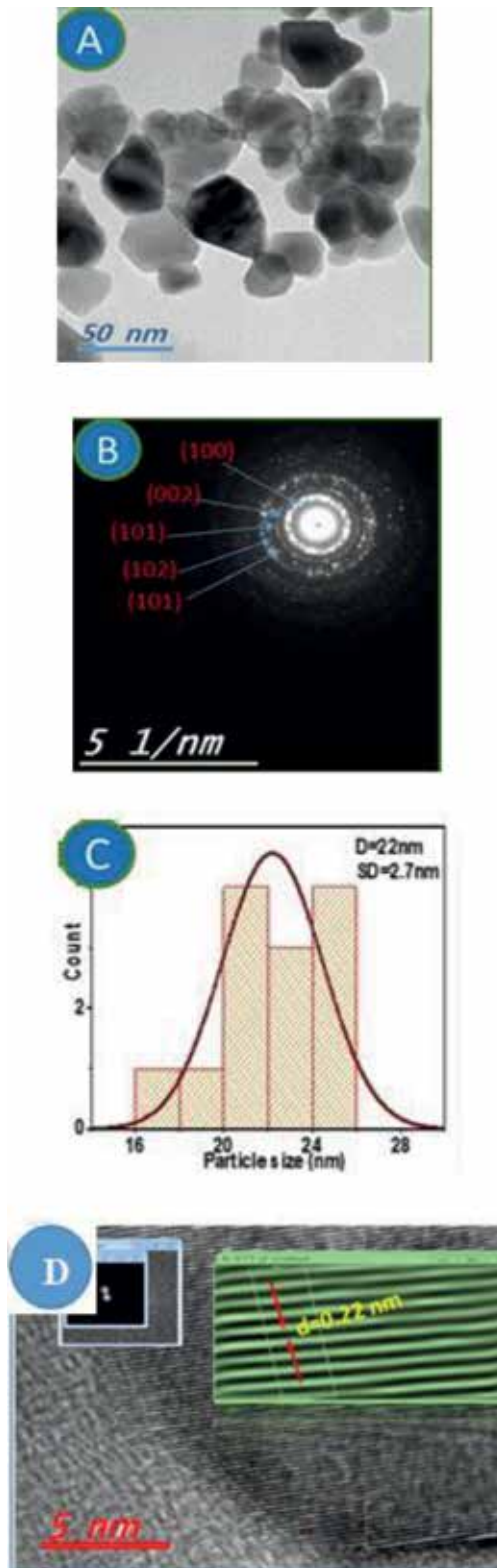 A
50 nm
B
(100)
(002)
(101)
(102)
(101)
5 1/nm
C
D=22nm
SD=2.7nm
Count
2
0
16
20
24
28
Particle size (nm)
D
d=0.22 nm
5 nm